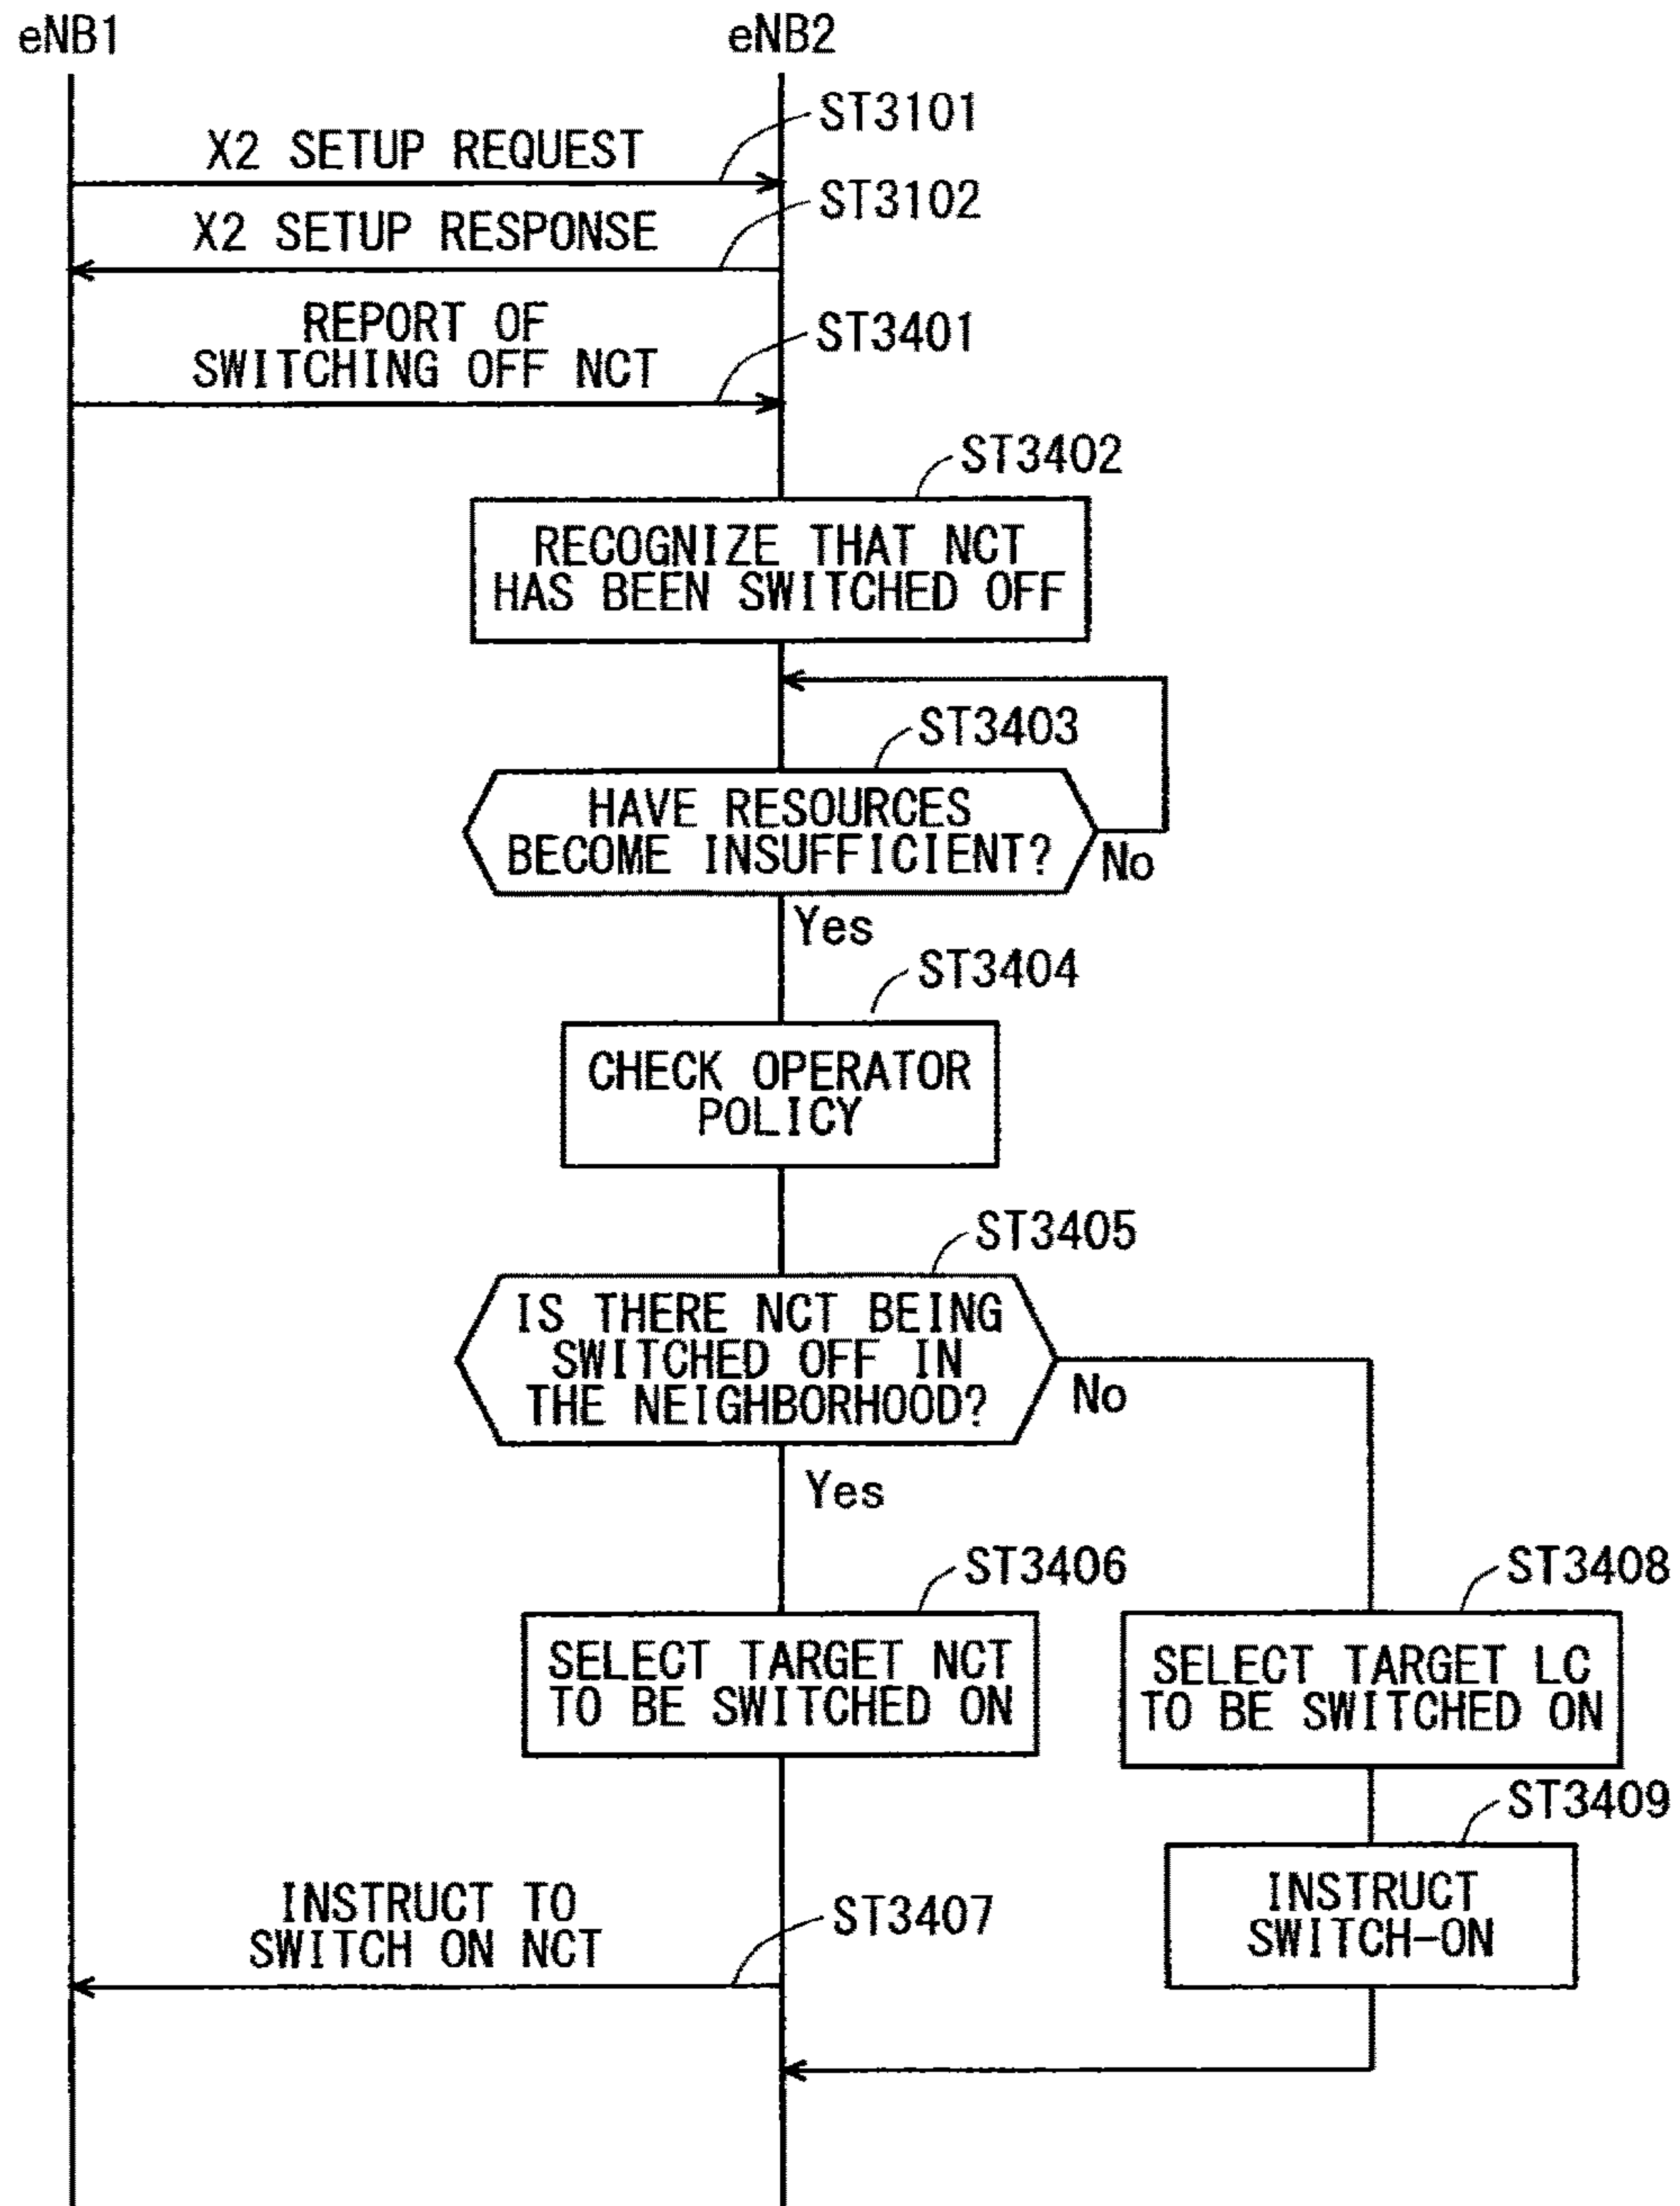 eNB1
eNB2
ST3101
X2 SETUP REQUEST
ST3102
X2 SETUP RESPONSE
REPORT OF
SWITCHING OFF NCT
ST3401
ST3402
RECOGNIZE THAT NCT
HAS BEEN SWITCHED OFF
ST3403
HAVE RESOURCES
BECOME INSUFFICIENT?
No
Yes
ST3404
CHECK OPERATOR
POLICY
ST3405
IS THERE NCT BEING
SWITCHED OFF IN
THE NEIGHBORHOOD?
No
Yes
ST3406
SELECT TARGET NCT
TO BE SWITCHED ON
ST3408
SELECT TARGET LC
TO BE SWITCHED ON
ST3409
INSTRUCT
SWITCH-ON
INSTRUCT TO
SWITCH ON NCT
ST3407